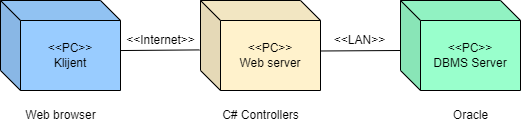 <<PC>>
Klijent
<<Internet>>
<<PC>>
Web server
<<LAN>>
<<PC>>
DBMS Server
Web browser
C# Controllers
Oracle